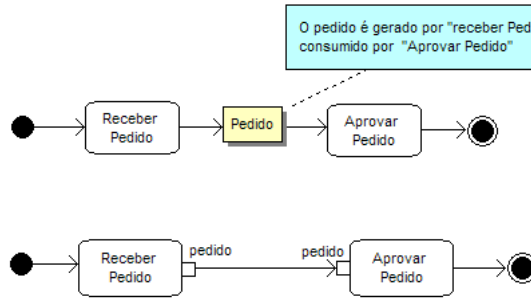 O pedido é gerado por "receber Ped
consumido por "Aprovar Pedido"
Receber
Pedido
Pedido
Aprovar
Pedido
Receber
Pedido
pedido
pedido
Aprovar
Pedido